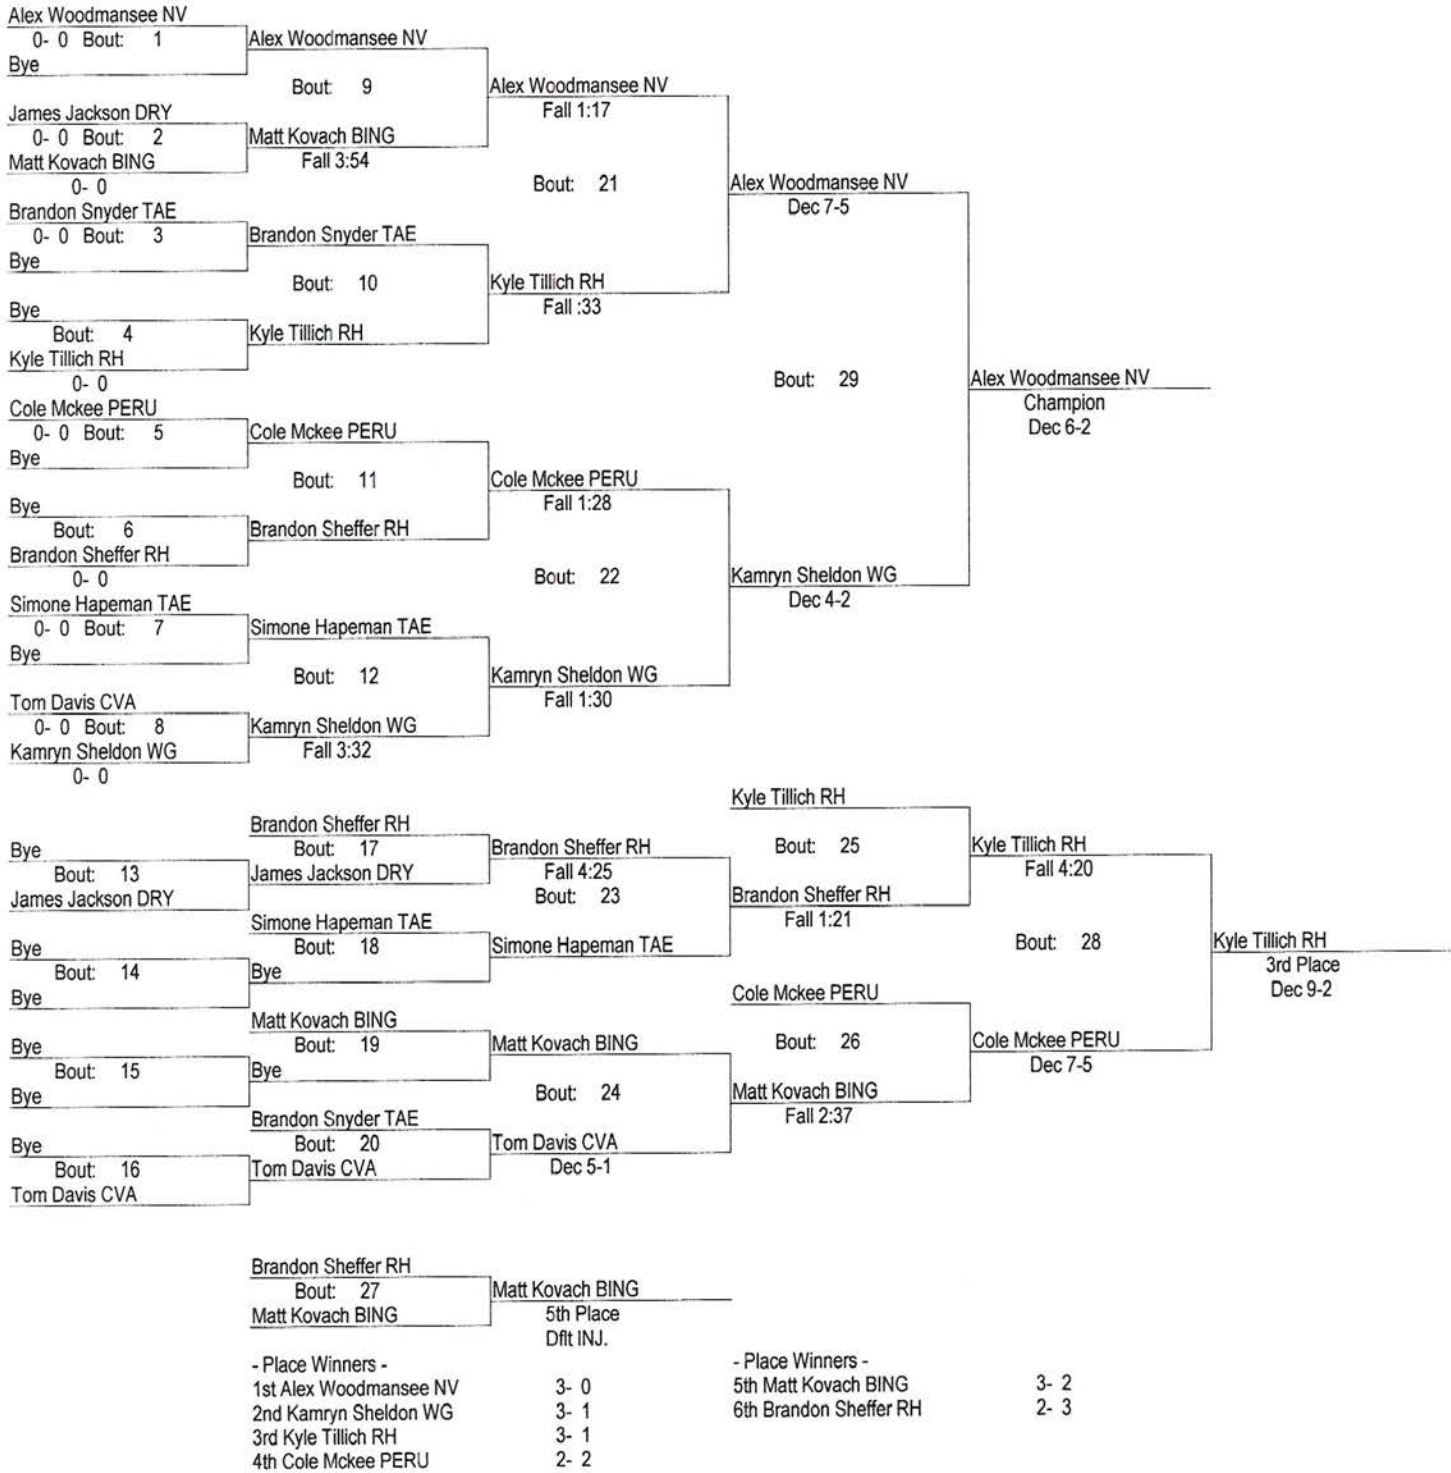 Alex Woodmansee NV
0- 0 Bout: 1
Bye
Alex Woodmansee NV
Bout: 9
James Jackson DRY
0- 0 Bout: 2
Matt Kovach BING
0- 0
Matt Kovach BING
Fall 3:54
Alex Woodmansee NV
Fall 1:17
Bout: 21
Brandon Snyder TAE
0- 0 Bout: 3
Bye
Brandon Snyder TAE
Bout: 10
Bye
Bout: 4
Kyle Tillich RH
0- 0
Kyle Tillich RH
Kyle Tillich RH
Fall :33
Alex Woodmansee NV
Dec 7-5
Bout: 29
Cole Mckee PERU
0- 0 Bout: 5
Bye
Cole Mckee PERU
Bout: 11
Bye
Bout: 6
Brandon Sheffer RH
0- 0
Brandon Sheffer RH
Cole Mckee PERU
Fall 1:28
Bout: 22
Simone Hapeman TAE
0- 0 Bout: 7
Bye
Simone Hapeman TAE
Bout: 12
Tom Davis CVA
0- 0 Bout: 8
Kamryn Sheldon WG
0- 0
Kamryn Sheldon WG
Fall 3:32
Kamryn Sheldon WG
Fall 1:30
Kamryn Sheldon WG
Dec 4-2
Alex Woodmansee NV
Champion
Dec 6-2
Bye
Bout: 13
James Jackson DRY
Brandon Sheffer RH
Bout: 17
James Jackson DRY
Brandon Sheffer RH
Fall 4:25
Bout: 23
Bye
Bout: 14
Bye
Simone Hapeman TAE
Bout: 18
Bye
Simone Hapeman TAE
Kyle Tillich RH
Bout: 25
Brandon Sheffer RH
Fall 1:21
Kyle Tillich RH
Fall 4:20
Bout: 28
Bye
Bout: 15
Bye
Matt Kovach BING
Bout: 19
Bye
Matt Kovach BING
Bout: 24
Bye
Bout: 16
Tom Davis CVA
Brandon Snyder TAE
Bout: 20
Tom Davis CVA
Tom Davis CVA
Dec 5-1
Cole Mckee PERU
Bout: 26
Matt Kovach BING
Fall 2:37
Cole Mckee PERU
Dec 7-5
Kyle Tillich RH
3rd Place
Dec 9-2
Brandon Sheffer RH
Bout: 27
Matt Kovach BING
Matt Kovach BING
5th Place
Dflt INJ.
- Place Winners -
1st Alex Woodmansee NV 3- 0
2nd Kamryn Sheldon WG 3- 1
3rd Kyle Tillich RH 3- 1
4th Cole Mckee PERU 2- 2
- Place Winners -
5th Matt Kovach BING 3- 2
6th Brandon Sheffer RH 2- 3